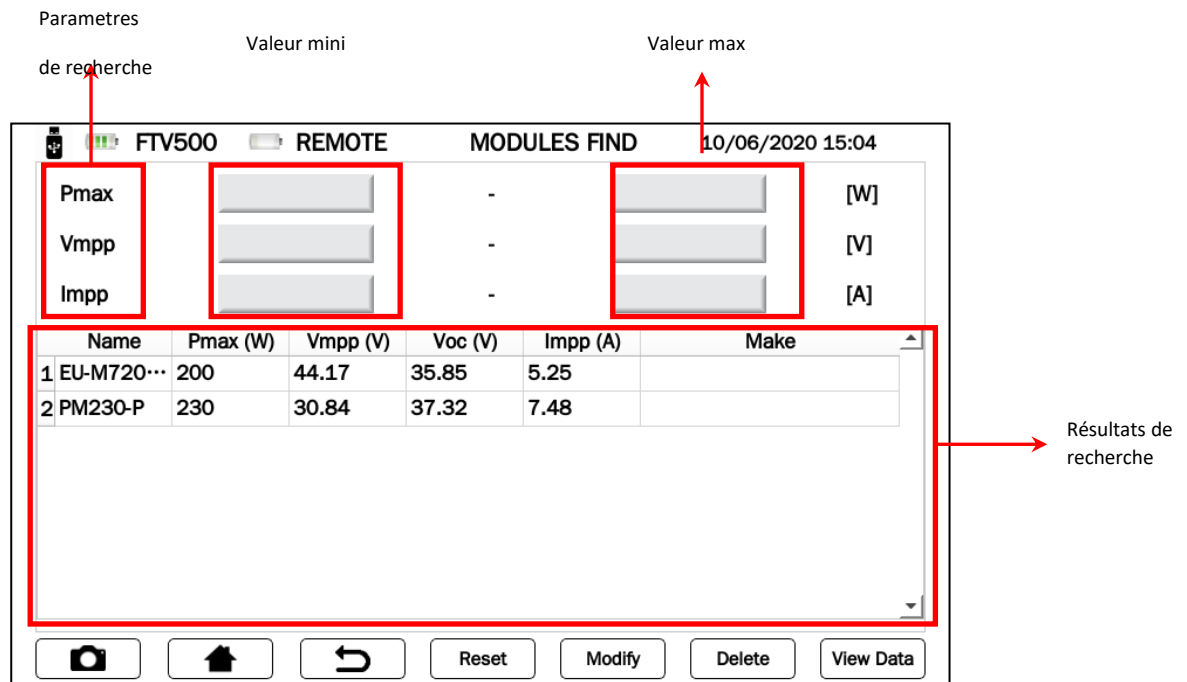 Parametres
de recherche
Valeur mini
Valeur max
FTV500 REMOTE MODULES FIND 10/06/2020 15:04
Pmax - [W]
Vmpp - [V]
Impp - [A]
Name Pmax (W) Vmpp (V) Voc (V) Impp (A) Make
1 EU-M720··· 200 44.17 35.85 5.25
2 PM230-P 230 30.84 37.32 7.48
Résultats de
recherche
Reset Modify Delete View Data